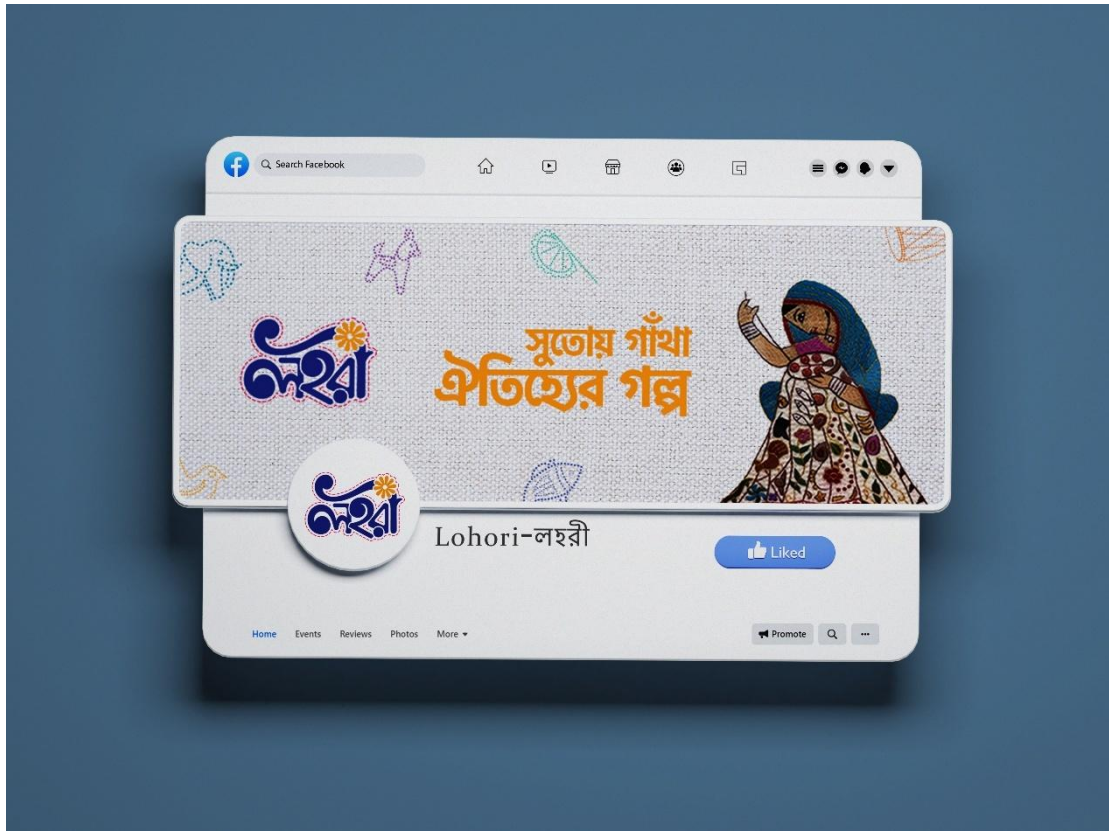 Search Facebook
লহরী
সুতোয় গাঁথা
ঐতিহ্যের গল্প
লহরী
Lohori-লহরী
Liked
Home Events Reviews Photos More
Promote